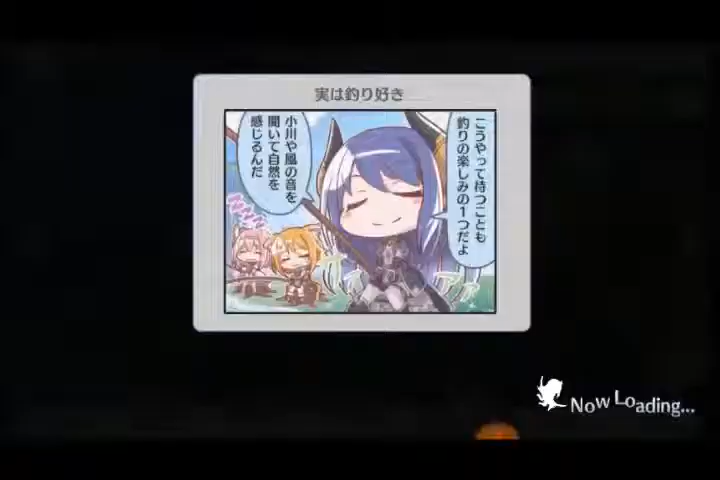 実は釣り好き
こうやって待つことも
釣りの楽しみの1つだよ
小川や風の音を
聞いて自然を
感じるんだ
Now Loading...